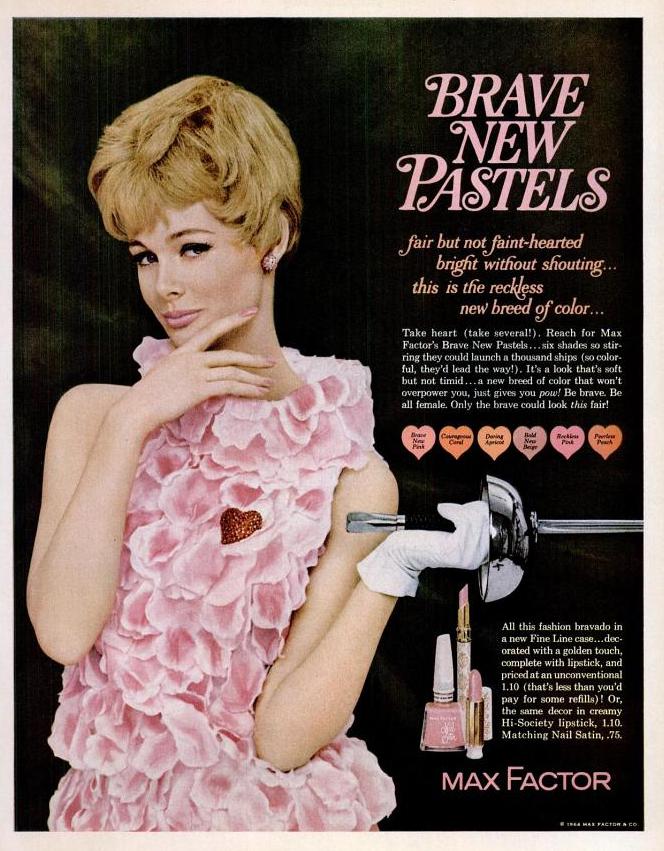 BRAVE
NEW
PASTELS
fair but not faint-hearted
bright without shouting...
this is the reckless
new breed of color...
Take heart (take several!). Reach for Max
Factor's Brave New Pastels...six shades so stir-
ring they could launch a thousand ships (so color-
ful, they'd lead the way!). It's a look that's soft
but not timid...a new breed of color that won't
overpower you, just gives you pow! Be brave. Be
all female. Only the brave could look this fair!
Brave New Pink
Courageous Coral
Daring Apricot
Bold New Beige
Reckless Pink
Peerless Peach
All this fashion bravado in
a new Fine Line case...dec-
orated with a golden touch,
complete with lipstick, and
priced at an unconventional
1.10 (that's less than you'd
pay for some refills)! Or,
the same decor in creamy
Hi-Society lipstick, 1.10.
Matching Nail Satin, .75.
MAX FACTOR
Nail Satin
MAX FACTOR
© 1964 MAX FACTOR & CO.